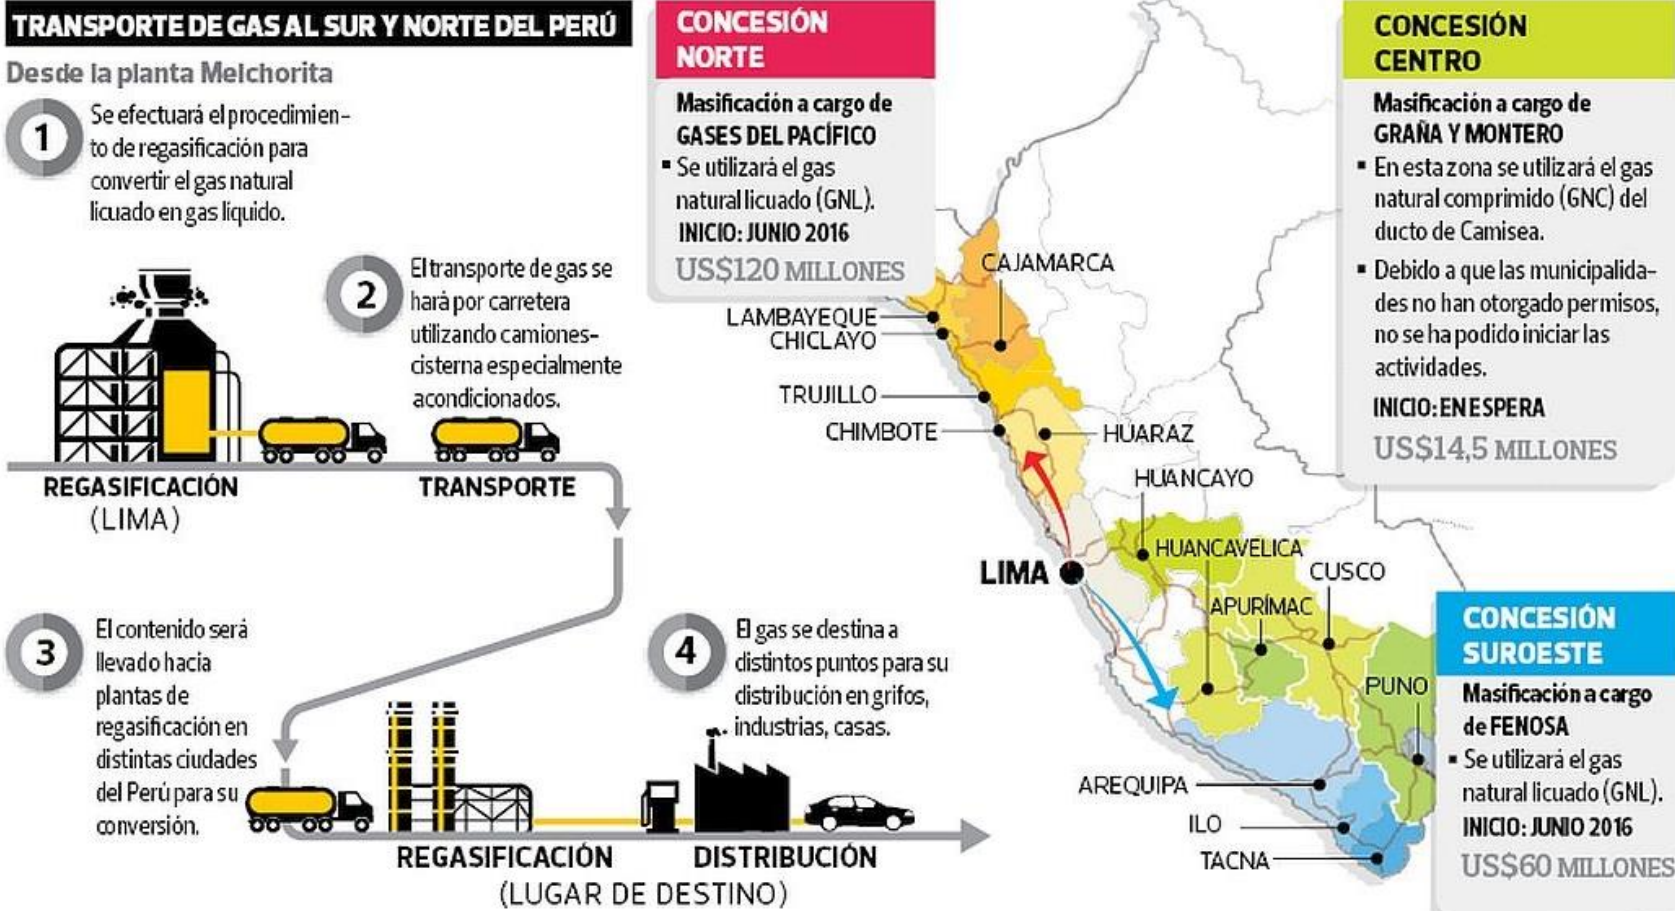 TRANSPORTE DE GAS AL SUR Y NORTE DEL PERÚ
Desde la planta Melchorita
1
Se efectuará el procedimien-
to de regasificación para
convertir el gas natural
licuado en gas líquido.
2
El transporte de gas se
hará por carretera
utilizando camiones-
cisterna especialmente
acondicionados.
REGASIFICACIÓN
(LIMA)
TRANSPORTE
3
El contenido será
llevado hacia
plantas de
regasificación en
distintas ciudades
del Perú para su
conversión.
4
El gas se destina a
distintos puntos para su
distribución en grifos,
industrias, casas.
REGASIFICACIÓN
DISTRIBUCIÓN
(LUGAR DE DESTINO)
CONCESIÓN
NORTE
Masificación a cargo de
GASES DEL PACÍFICO
▪ Se utilizará el gas
natural licuado (GNL).
INICIO: JUNIO 2016
US$120 MILLONES
CAJAMARCA
LAMBAYEQUE
CHICLAYO
TRUJILLO
CHIMBOTE
HUARAZ
HUANCAYO
HUANCAVELICA
LIMA
CUSCO
APURÍMAC
PUNO
AREQUIPA
ILO
TACNA
CONCESIÓN
CENTRO
Masificación a cargo de
GRAÑA Y MONTERO
▪ En esta zona se utilizará el gas
natural comprimido (GNC) del
ducto de Camisea.
▪ Debido a que las municipalida-
des no han otorgado permisos,
no se ha podido iniciar las
actividades.
INICIO: EN ESPERA
US$14,5 MILLONES
CONCESIÓN
SUROESTE
Masificación a cargo
de FENOSA
▪ Se utilizará el gas
natural licuado (GNL).
INICIO: JUNIO 2016
US$60 MILLONES